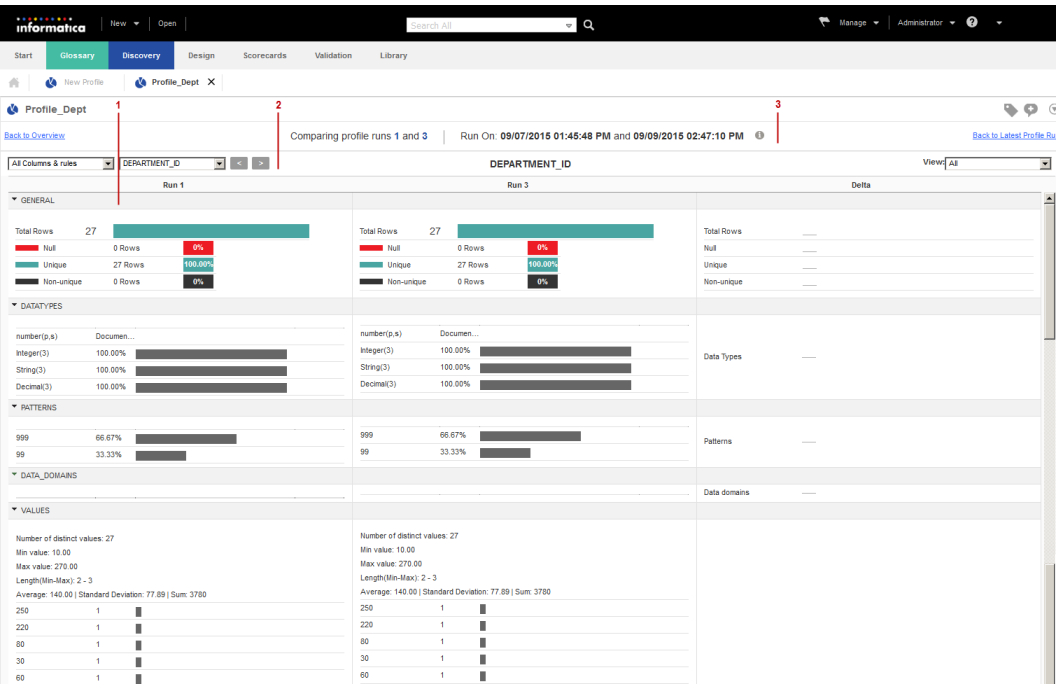 informatica New Open Search All Manage Administrator ?
Start Glossary Discovery Design Scorecards Validation Library
New Profile Profile_Dept X
Profile_Dept 1 2 3
Back to Overview Comparing profile runs 1 and 3 Run On: 09/07/2015 01:45:48 PM and 09/09/2015 02:47:10 PM Back to Latest Profile Ru
All Columns & rules DEPARTMENT_ID < > DEPARTMENT_ID View: All
Run 1 Run 3 Delta
GENERAL
Total Rows 27 Total Rows 27 Total Rows
Null 0 Rows 0% Null 0 Rows 0% Null
Unique 27 Rows 100.00% Unique 27 Rows 100.00% Unique
Non-unique 0 Rows 0% Non-unique 0 Rows 0% Non-unique
DATATYPES
number(p,s) Documen... number(p,s) Documen...
Integer(3) 100.00% Integer(3) 100.00%
String(3) 100.00% String(3) 100.00% Data Types
Decimal(3) 100.00% Decimal(3) 100.00%
PATTERNS
999 66.67% 999 66.67% Patterns
99 33.33% 99 33.33%
DATA_DOMAINS
Data domains
VALUES
Number of distinct values: 27 Number of distinct values: 27
Min value: 10.00 Min value: 10.00
Max value: 270.00 Max value: 270.00
Length(Min-Max): 2 - 3 Length(Min-Max): 2 - 3
Average: 140.00 | Standard Deviation: 77.89 | Sum: 3780 Average: 140.00 | Standard Deviation: 77.89 | Sum: 3780
250 1 250 1
220 1 220 1
80 1 80 1
30 1 30 1
60 1 60 1